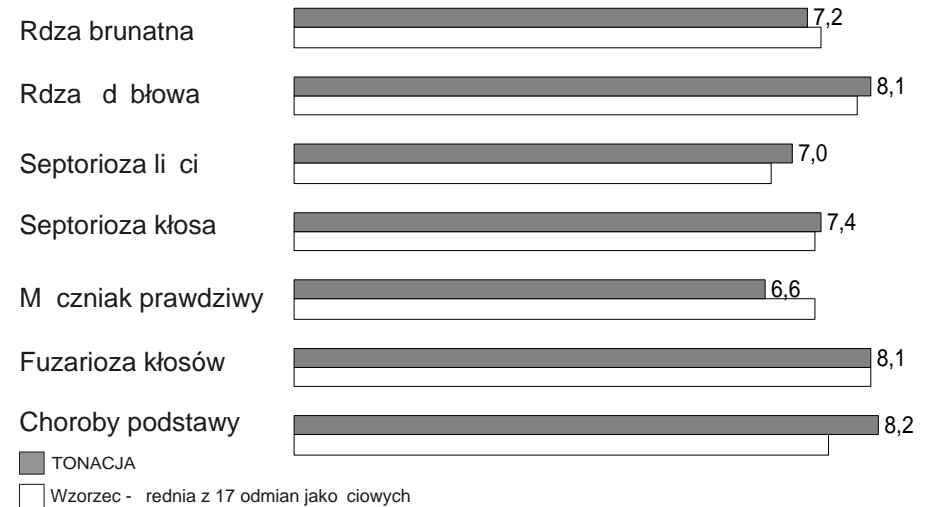 Rdza brunatna 7,2
Rdza d błowa 8,1
Septorioza li ci 7,0
Septorioza kłosa 7,4
M czniak prawdziwy 6,6
Fuzarioza kłosów 8,1
Choroby podstawy 8,2
TONACJA
Wzorzec - rednia z 17 odmian jako ciowych